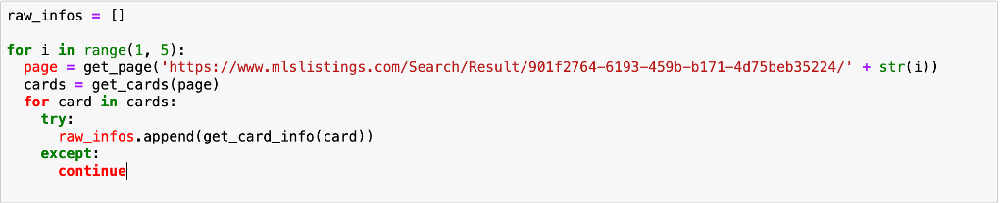 raw_infos = []
for i in range(1, 5):
  page = get_page('https://www.mlslistings.com/Search/Result/901f2764-6193-459b-b171-4d75beb35224/' + str(i))
  cards = get_cards(page)
  for card in cards:
    try:
      raw_infos.append(get_card_info(card))
    except:
      continue